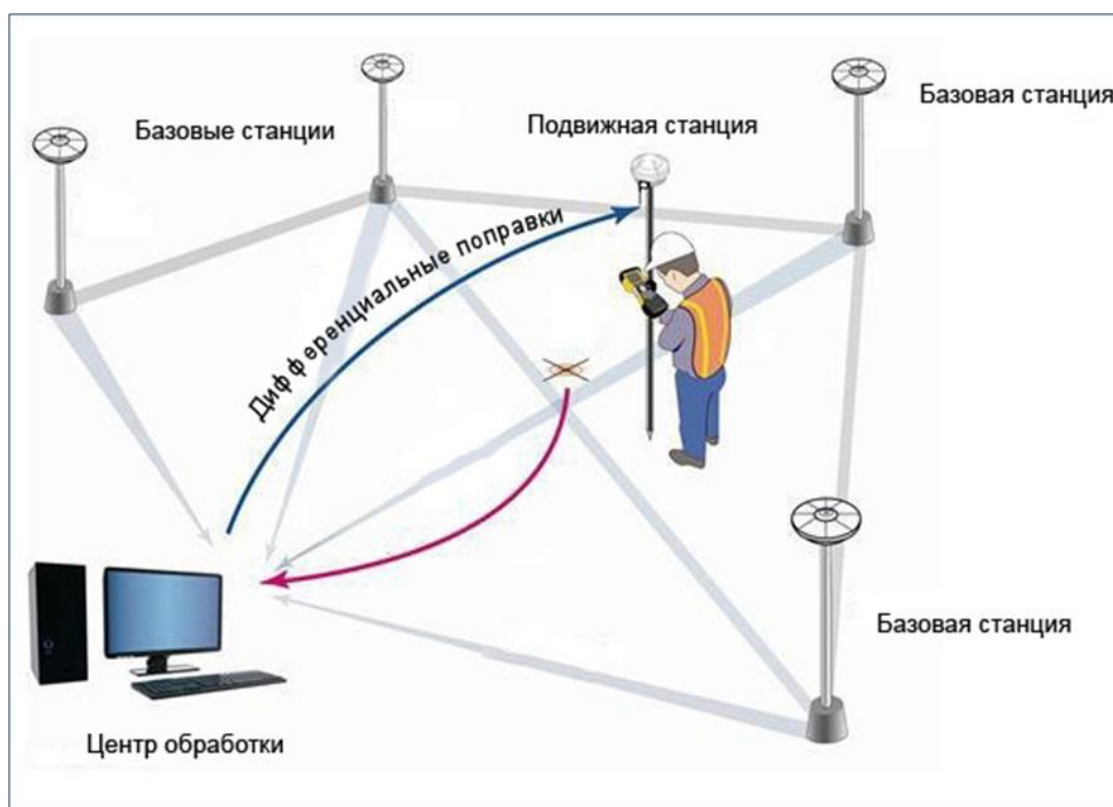 Базовая станция
Базовые станции
Подвижная станция
Дифференциальные поправки
Базовая станция
Центр обработки